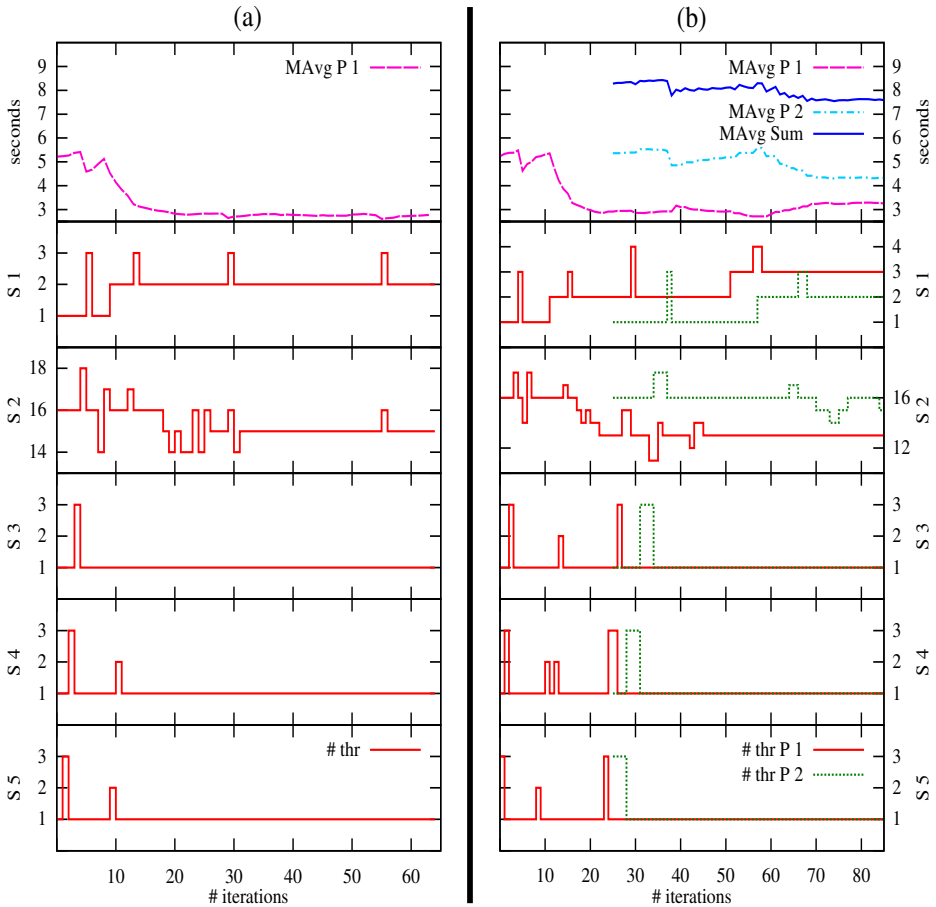 (a)
(b)
9
8
7
6
5
4
3
seconds
MAvg P 1
9
8
7
6
5
4
3
seconds
MAvg P 1
MAvg P 2
MAvg Sum
3
2
1
S 1
4
3
2
1
S 1
18
16
14
S 2
16
12
S 2
3
2
1
S 3
3
2
1
S 3
3
2
1
S 4
3
2
1
S 4
3
2
1
S 5
# thr
3
2
1
S 5
# thr P 1
# thr P 2
10 20 30 40 50 60
# iterations
10 20 30 40 50 60 70 80
# iterations